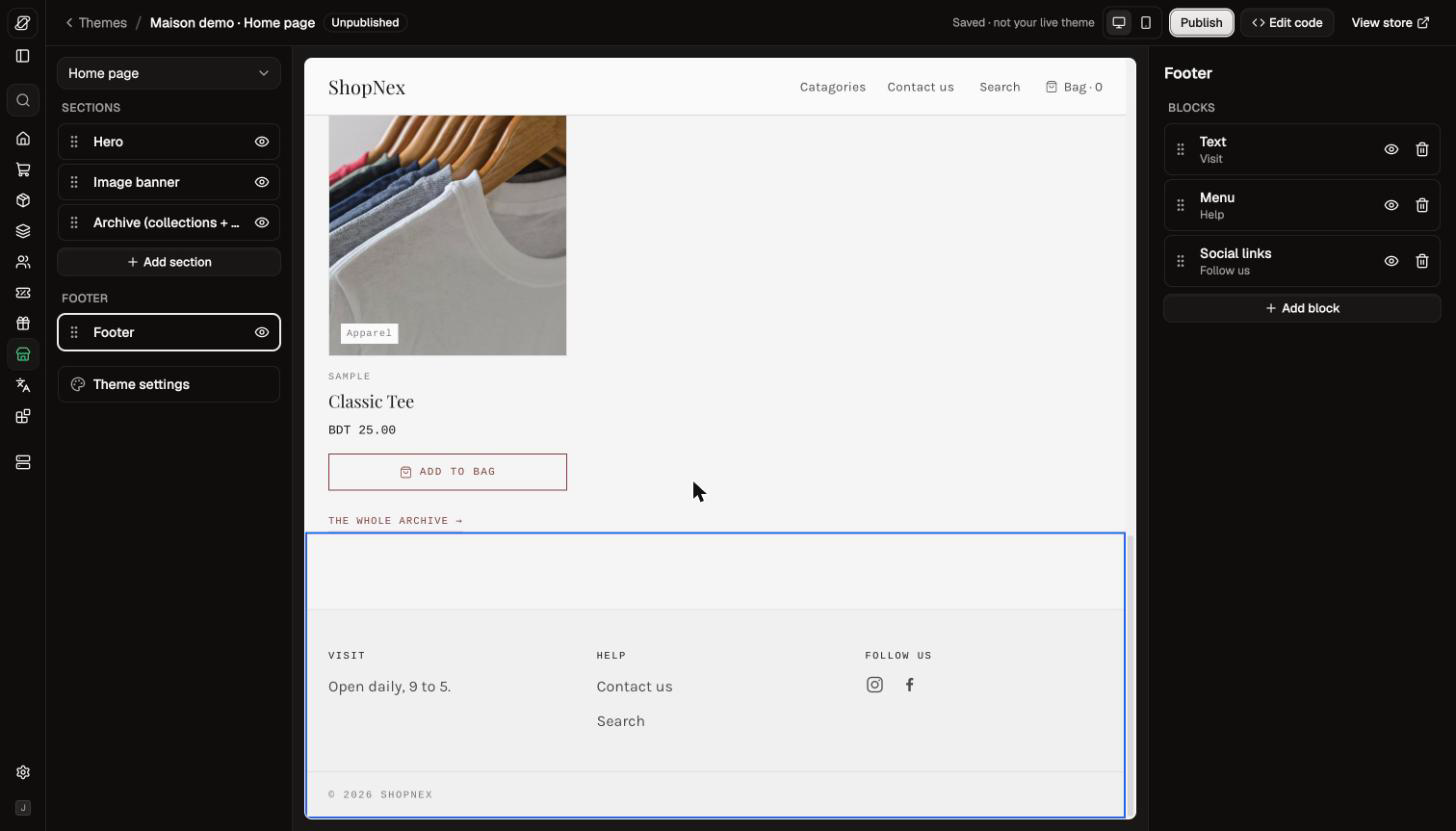 Themes / Maison demo · Home page Unpublished
Saved · not your live theme
Publish
Edit code
View store
Home page
SECTIONS
Hero
Image banner
Archive (collections + ...
Add section
FOOTER
Footer
Theme settings
ShopNex
Catagories
Contact us
Search
Bag · 0
Apparel
SAMPLE
Classic Tee
BDT 25.00
ADD TO BAG
THE WHOLE ARCHIVE →
VISIT
Open daily, 9 to 5.
HELP
Contact us
Search
FOLLOW US
© 2026 SHOPNEX
Footer
BLOCKS
Text
Visit
Menu
Help
Social links
Follow us
Add block
J